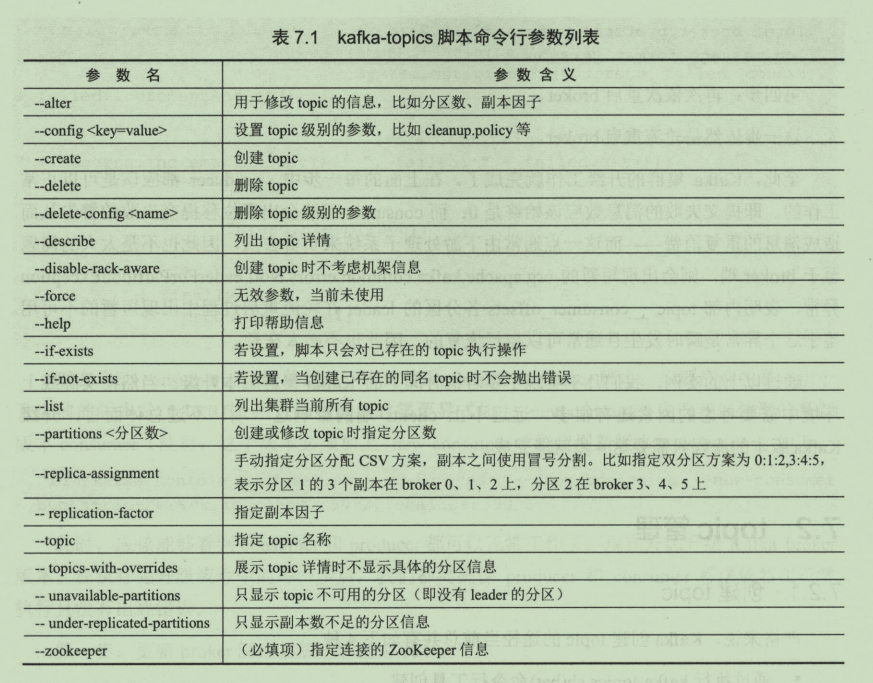 表 7.1 kafka-topics 脚本命令行参数列表
参 数 名 参 数 含 义
--alter 用于修改 topic 的信息，比如分区数、副本因子
--config <key=value> 设置 topic 级别的参数，比如 cleanup.policy 等
--create 创建 topic
--delete 删除 topic
--delete-config <name> 删除 topic 级别的参数
--describe 列出 topic 详情
--disable-rack-aware 创建 topic 时不考虑机架信息
--force 无效参数，当前未使用
--help 打印帮助信息
--if-exists 若设置，脚本只会对已存在的 topic 执行操作
--if-not-exists 若设置，当创建已存在的同名 topic 时不会抛出错误
--list 列出集群当前所有 topic
--partitions <分区数> 创建或修改 topic 时指定分区数
--replica-assignment 手动指定分区分配 CSV 方案，副本之间使用冒号分割。比如指定双分区方案为 0:1:2,3:4:5，
表示分区 1 的 3 个副本在 broker 0、1、2 上，分区 2 在 broker 3、4、5 上
-- replication-factor 指定副本因子
--topic 指定 topic 名称
-- topics-with-overrides 展示 topic 详情时不显示具体的分区信息
-- unavailable-partitions 只显示 topic 不可用的分区（即没有 leader 的分区）
-- under-replicated-partitions 只显示副本数不足的分区信息
--zookeeper （必填项）指定连接的 ZooKeeper 信息